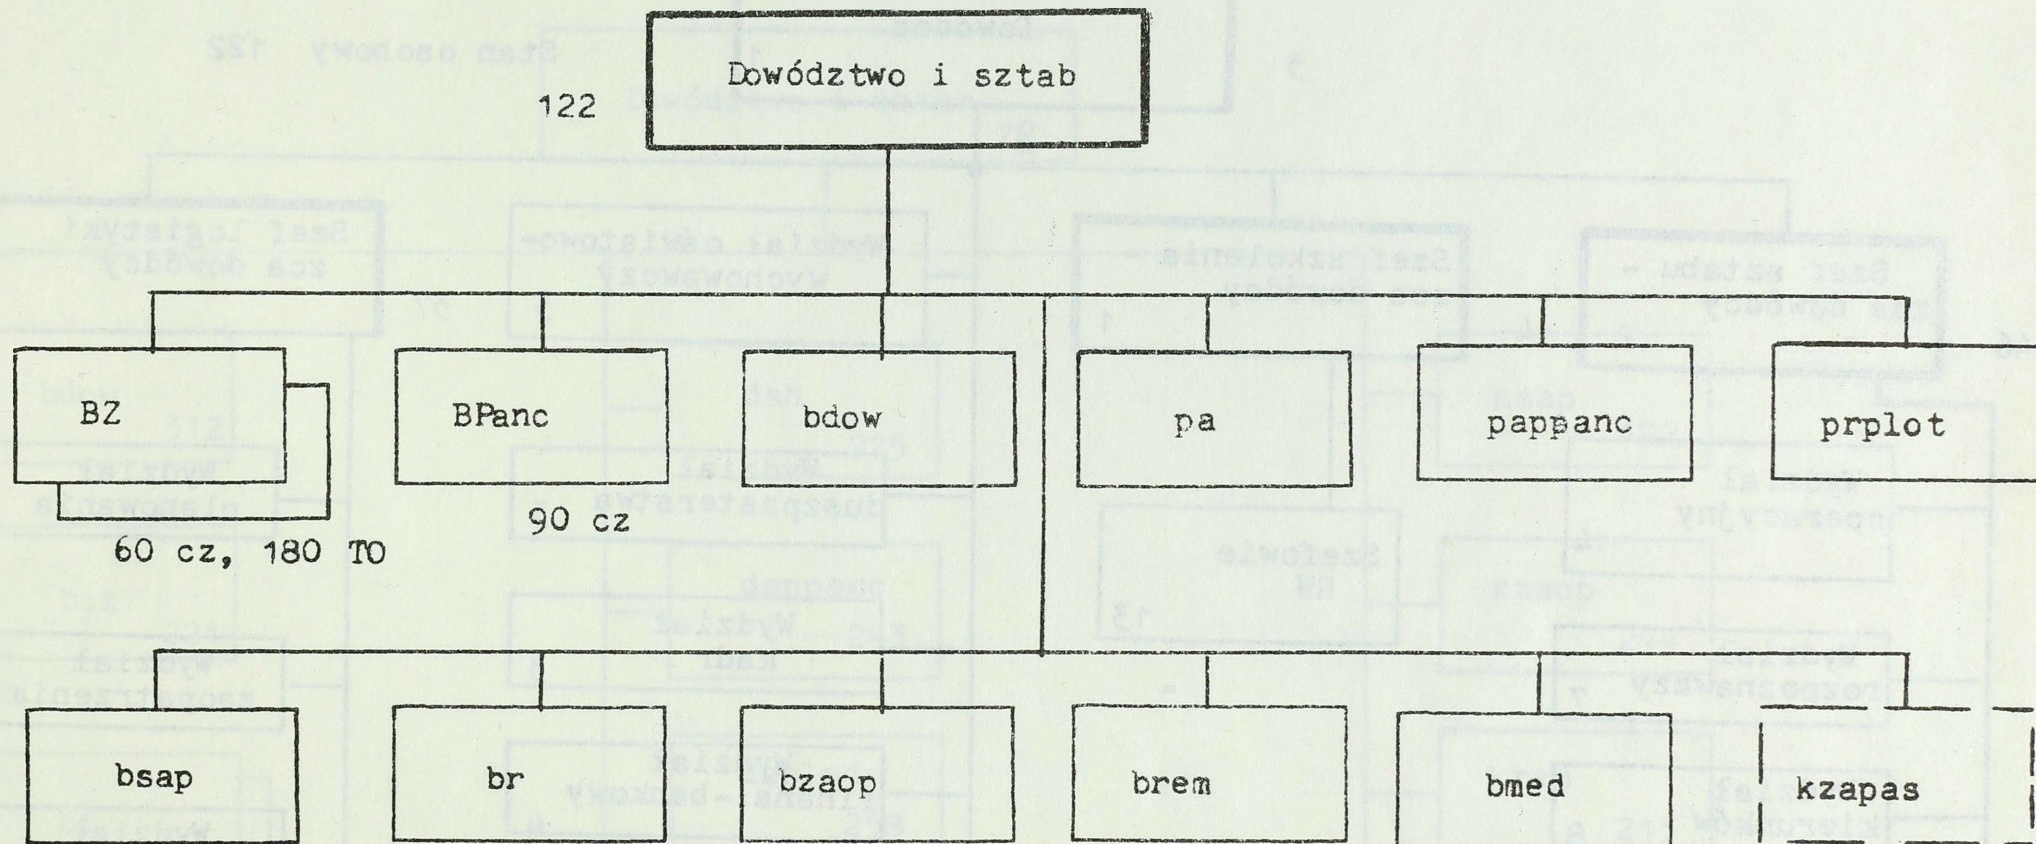 Dowództwo i sztab
122
BZ
BPanc
bdow
pa
pappanc
prplot
60 cz, 180 TO
90 cz
bsap
br
bzaop
brem
bmed
kzapas